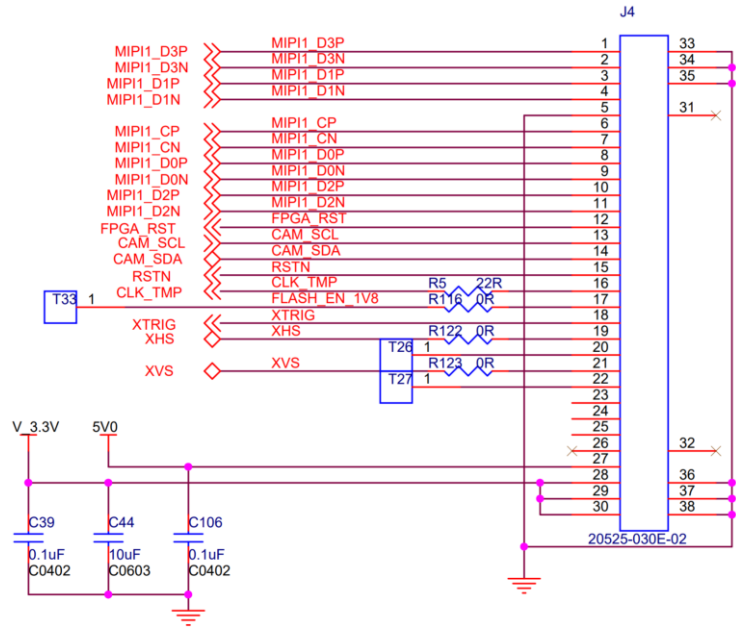 J4
MIPI1_D3P MIPI1_D3P 1 33
MIPI1_D3N MIPI1_D3N 2 34
MIPI1_D1P MIPI1_D1P 3 35
MIPI1_D1N MIPI1_D1N 4
5 31
MIPI1_CP MIPI1_CP 6
MIPI1_CN MIPI1_CN 7
MIPI1_D0P MIPI1_D0P 8
MIPI1_D0N MIPI1_D0N 9
MIPI1_D2P MIPI1_D2P 10
MIPI1_D2N MIPI1_D2N 11
FPGA_RST FPGA_RST 12
CAM_SCL CAM_SCL 13
CAM_SDA CAM_SDA 14
RSTN RSTN 15
CLK_TMP CLK_TMP R5 22R 16
T33 1 FLASH_EN_1V8 R116 0R 17
XTRIG XTRIG 18
XHS XHS R122 0R 19
T26 1 20
XVS XVS R123 0R 21
T27 1 22
23
24
25
V_3.3V 5V0
26 32
27
28 36
29 37
30 38
C39 C44 C106
0.1uF 10uF 0.1uF
C0402 C0603 C0402
20525-030E-02